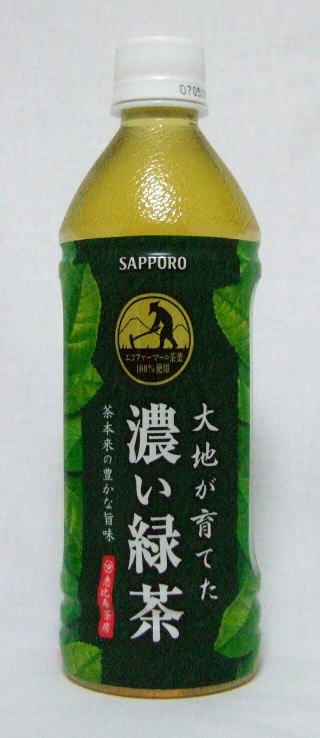 SAPPORO
エコファーマーの茶葉
100%使用
大地が育てた
濃い緑茶
茶本来の豊かな旨味
恵比寿茶房